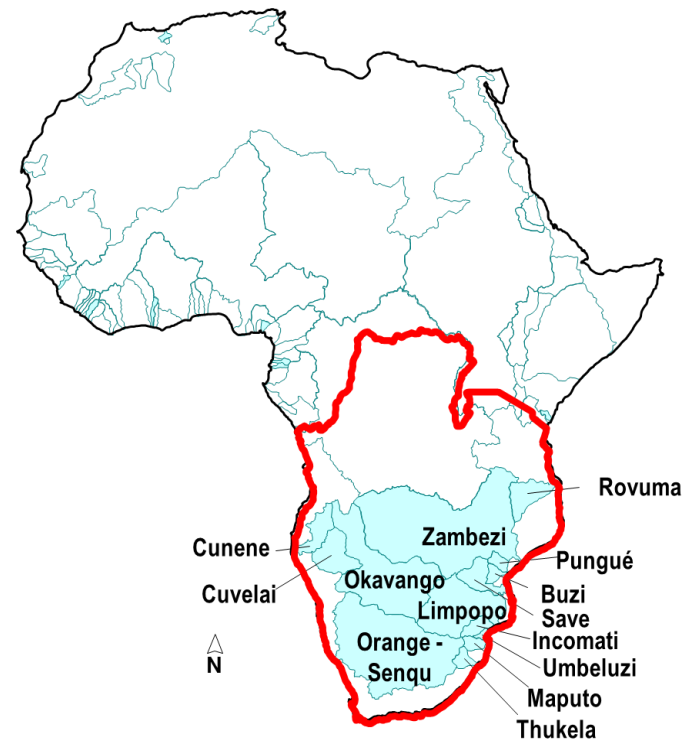 Rovuma
Zambezi
Cunene
Pungué
Okavango
Cuvelai
Buzi
Limpopo
Save
Incomati
Orange -
Senqu
N
Umbeluzi
Maputo
Thukela